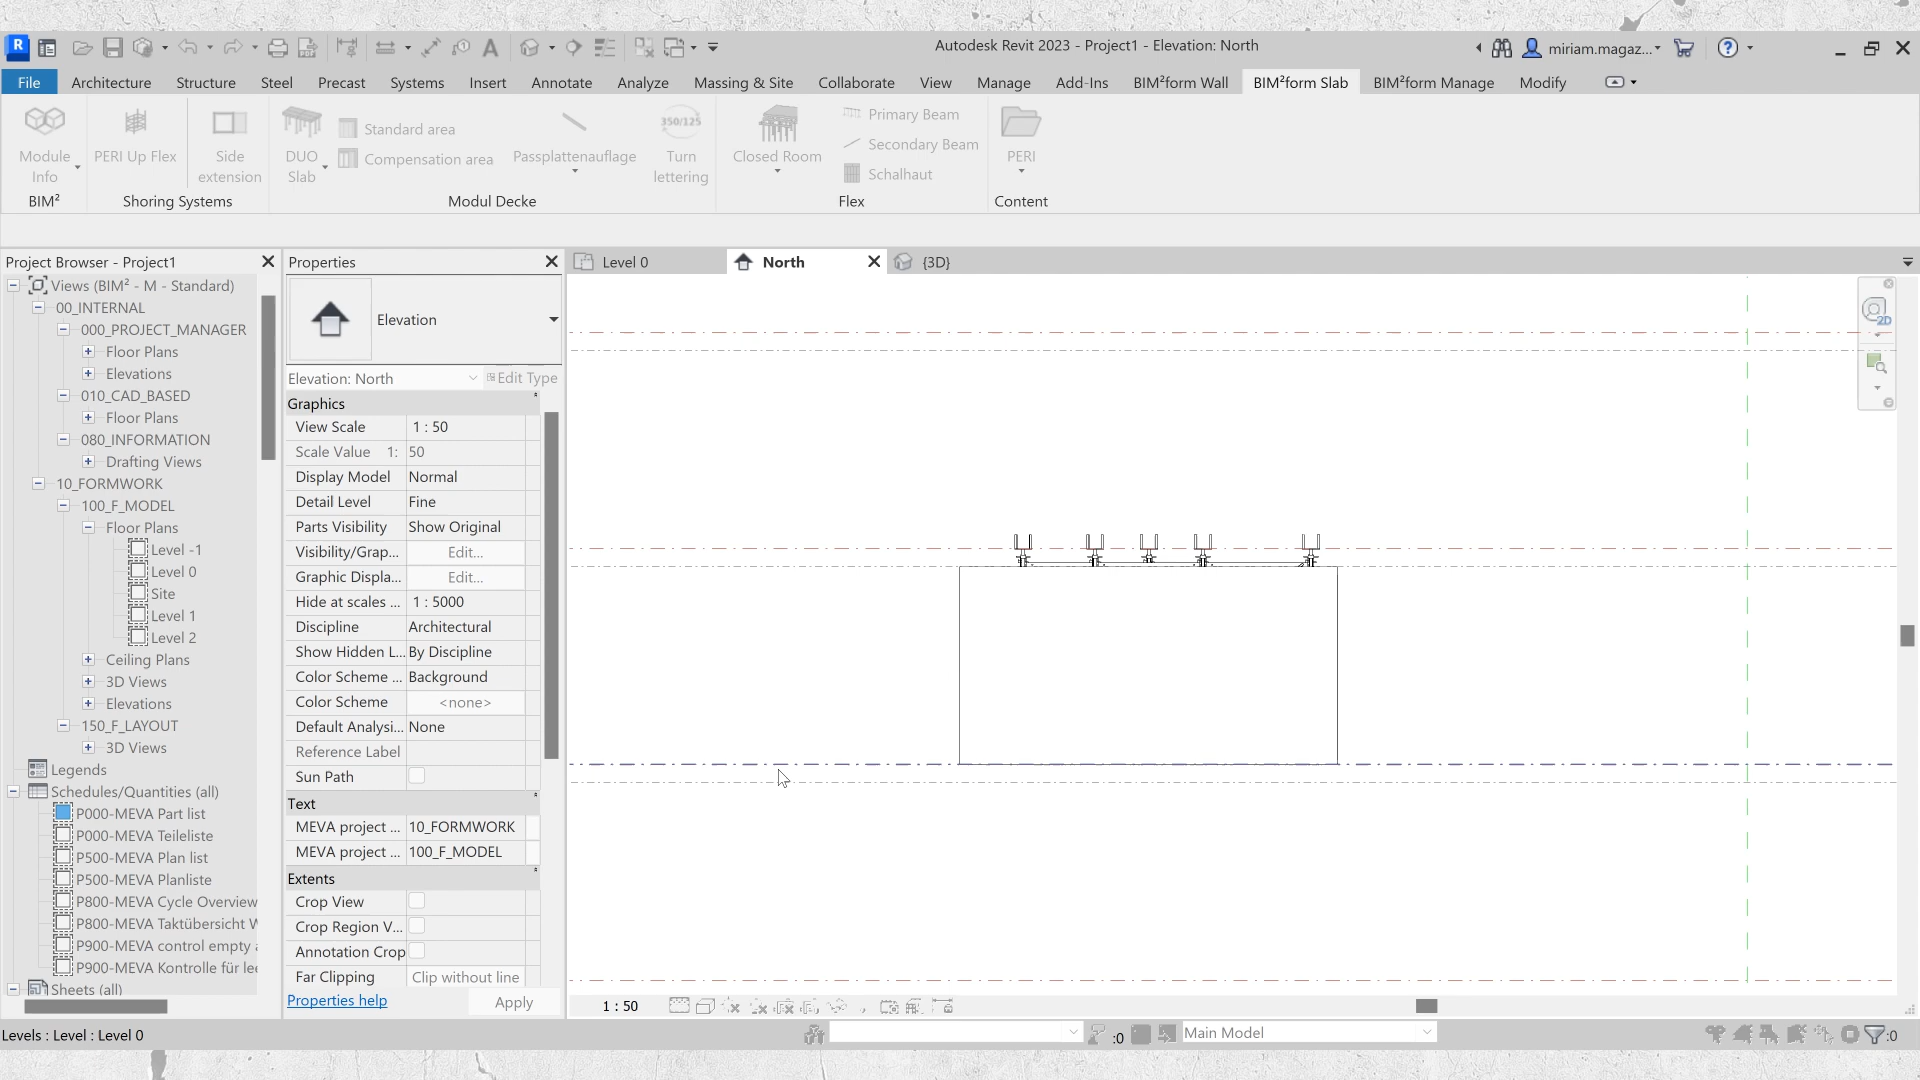 R
Autodesk Revit 2023 - Project1 - Elevation: North
miriam.magaz...
File
Architecture
Structure
Steel
Precast
Systems
Insert
Annotate
Analyze
Massing & Site
Collaborate
View
Manage
Add-Ins
BIM²form Wall
BIM²form Slab
BIM²form Manage
Modify
Module
Info
PERI Up Flex
Side
extension
DUO
Slab
Standard area
Compensation area
Passplattenauflage
350/125
Turn
lettering
Closed Room
Primary Beam
Secondary Beam
Schalhaut
PERI
BIM²
Shoring Systems
Modul Decke
Flex
Content
Project Browser - Project1
Views (BIM² - M - Standard)
00_INTERNAL
000_PROJECT_MANAGER
Floor Plans
Elevations
010_CAD_BASED
Floor Plans
080_INFORMATION
Drafting Views
10_FORMWORK
100_F_MODEL
Floor Plans
Level -1
Level 0
Site
Level 1
Level 2
Ceiling Plans
3D Views
Elevations
150_F_LAYOUT
3D Views
Legends
Schedules/Quantities (all)
P000-MEVA Part list
P000-MEVA Teileliste
P500-MEVA Plan list
P500-MEVA Planliste
P800-MEVA Cycle Overview
P800-MEVA Taktübersicht W
P900-MEVA control empty
P900-MEVA Kontrolle für lee
Sheets (all)
Properties
Elevation
Elevation: North
Edit Type
Graphics
View Scale 1 : 50
Scale Value 1: 50
Display Model Normal
Detail Level Fine
Parts Visibility Show Original
Visibility/Grap... Edit...
Graphic Displa... Edit...
Hide at scales ... 1 : 5000
Discipline Architectural
Show Hidden L... By Discipline
Color Scheme ... Background
Color Scheme <none>
Default Analysi... None
Reference Label
Sun Path
Text
MEVA project ... 10_FORMWORK
MEVA project ... 100_F_MODEL
Extents
Crop View
Crop Region V...
Annotation Crop
Far Clipping Clip without line
Properties help
Apply
Level 0
North
{3D}
2D
1 : 50
Levels : Level : Level 0
:0
Main Model
:0